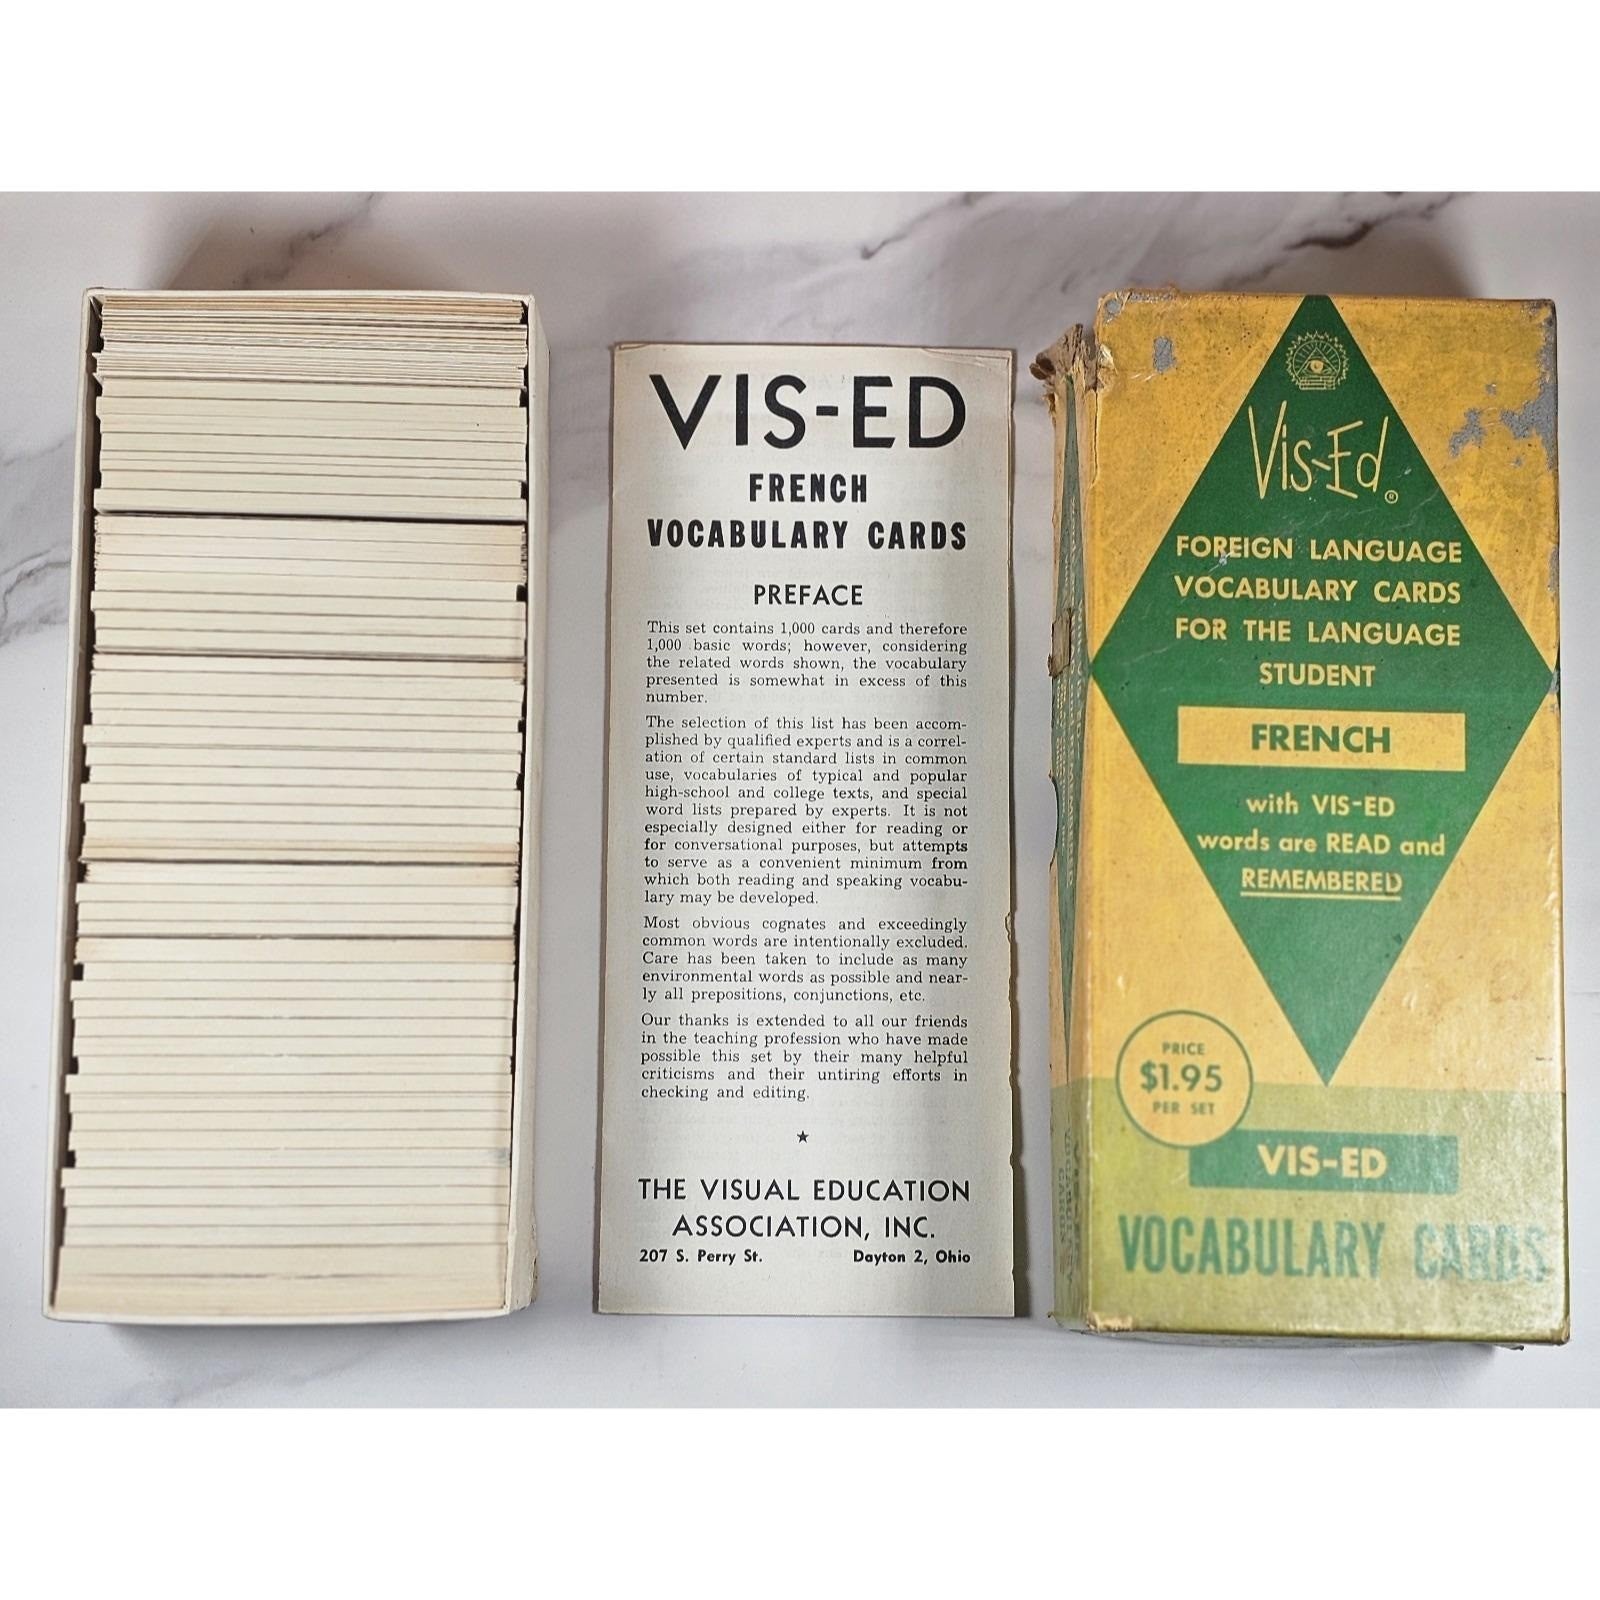 VIS-ED
FRENCH
VOCABULARY CARDS
PREFACE
This set contains 1,000 cards and therefore
1,000 basic words; however, considering
the related words shown, the vocabulary
presented is somewhat in excess of this
number.
The selection of this list has been accom-
plished by qualified experts and is a correl-
ation of certain standard lists in common
use, vocabularies of typical and popular
high-school and college texts, and special
word lists prepared by experts. It is not
especially designed either for reading or
for conversational purposes, but attempts
to serve as a convenient minimum from
which both reading and speaking vocabu-
lary may be developed.
Most obvious cognates and exceedingly
common words are intentionally excluded.
Care has been taken to include as many
environmental words as possible and near-
ly all prepositions, conjunctions, etc.
Our thanks is extended to all our friends
in the teaching profession who have made
possible this set by their many helpful
criticisms and their untiring efforts in
checking and editing.
★
THE VISUAL EDUCATION
ASSOCIATION, INC.
207 S. Perry St. Dayton 2, Ohio
Vis-Ed®
FOREIGN LANGUAGE
VOCABULARY CARDS
FOR THE LANGUAGE
STUDENT
FRENCH
with VIS-ED
words are READ and
REMEMBERED
PRICE
$1.95
PER SET
VIS-ED
VOCABULARY CARDS